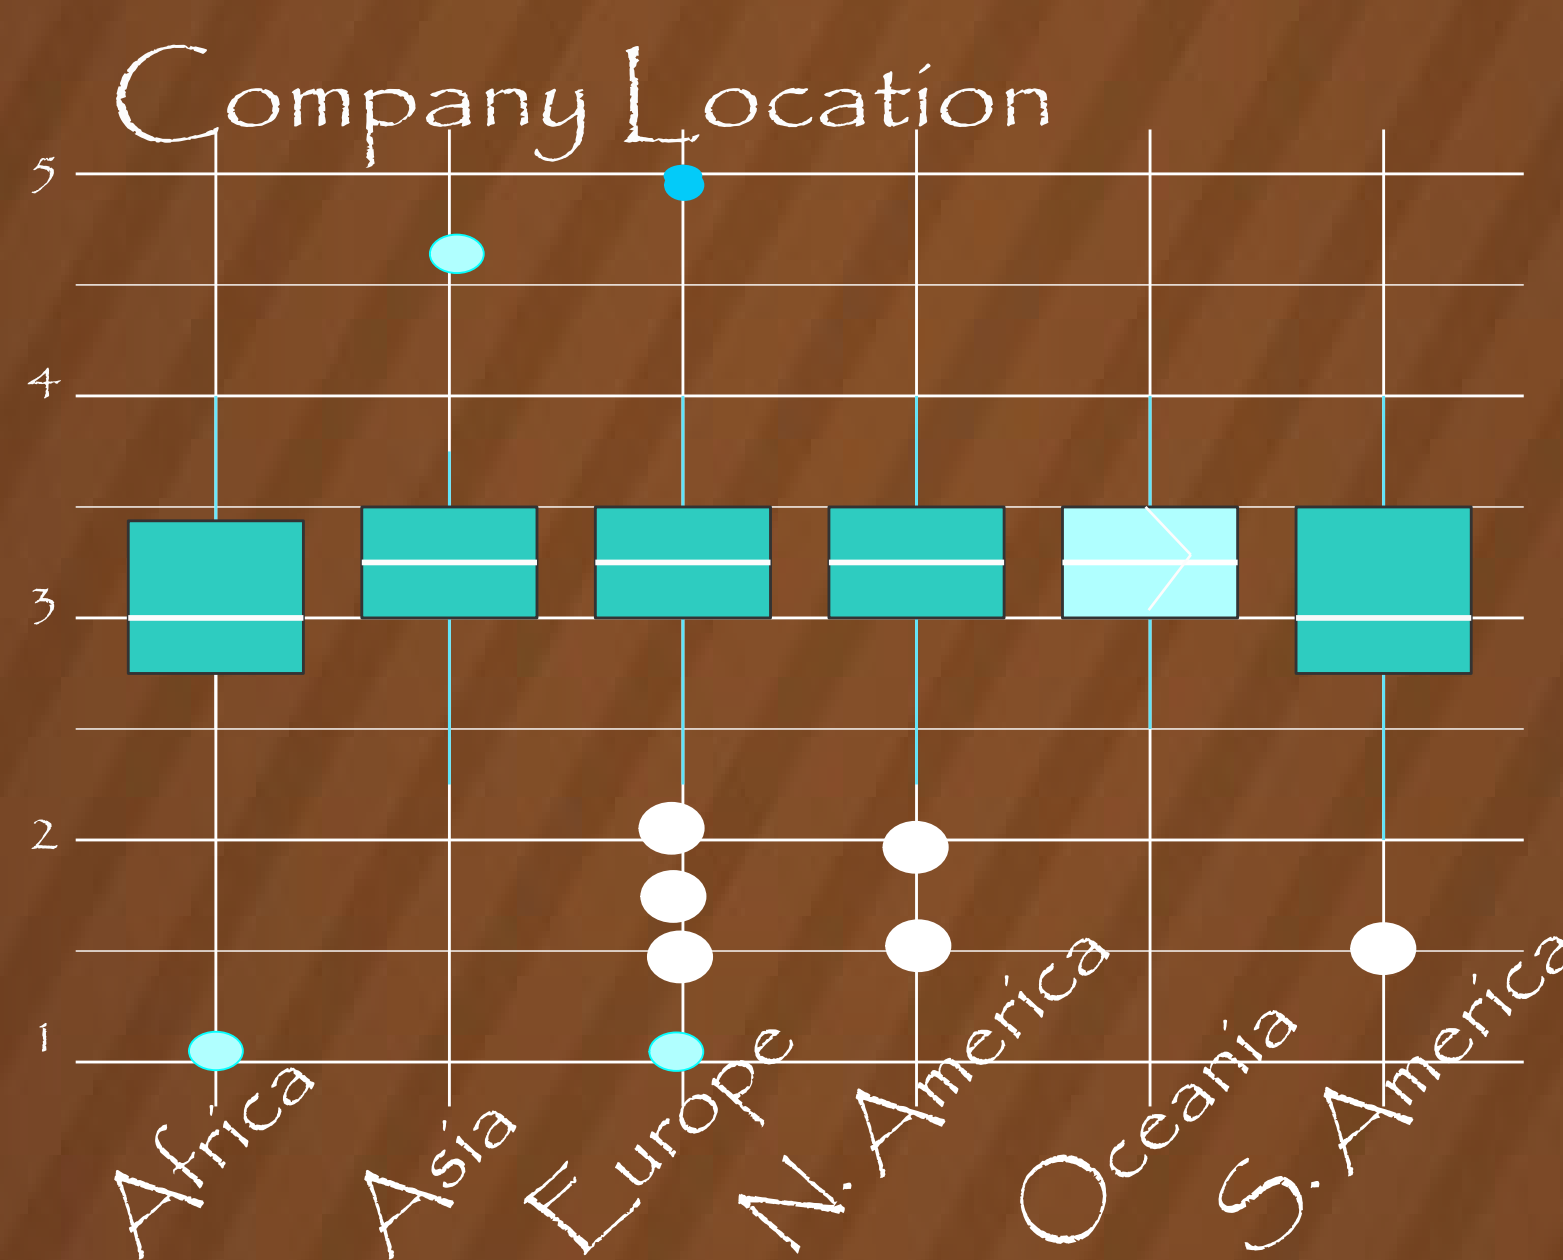 Company Location
5
4
3
2
1
Africa
Asia
Europe
N. America
Oceania
S. America